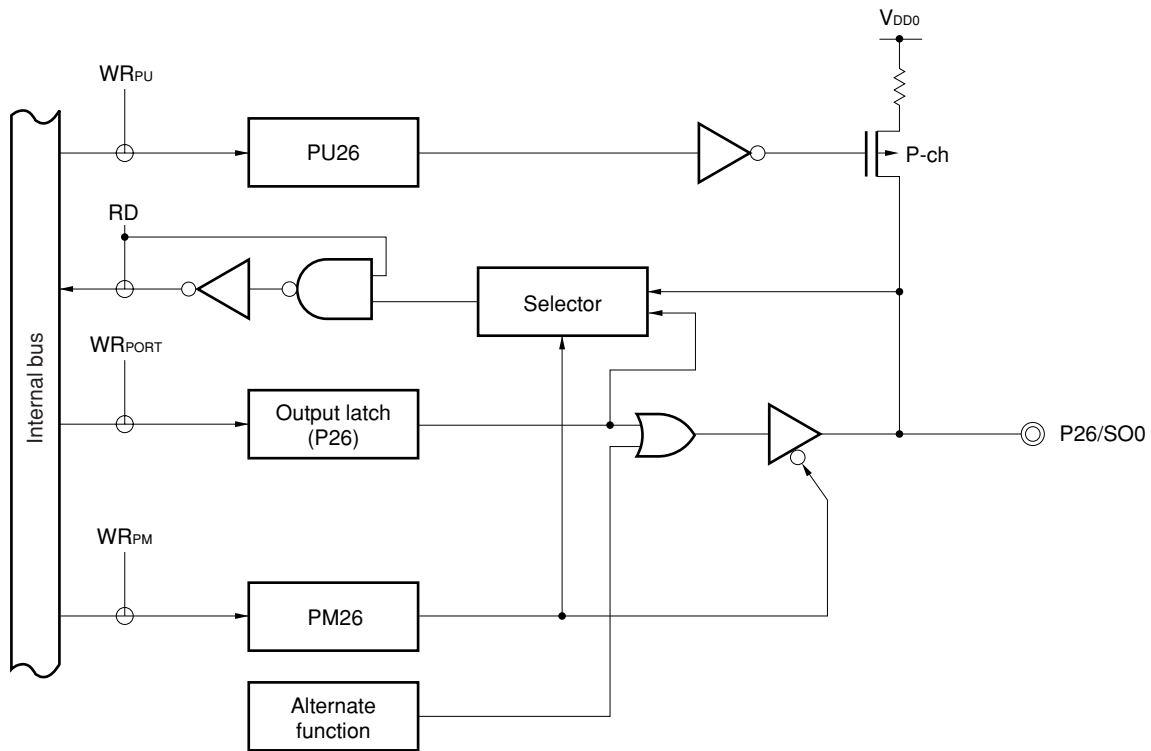 VDD0
WRPU
PU26
P-ch
RD
Selector
WRPORT
Internal bus
Output latch
(P26)
P26/SO0
WRPM
PM26
Alternate
function